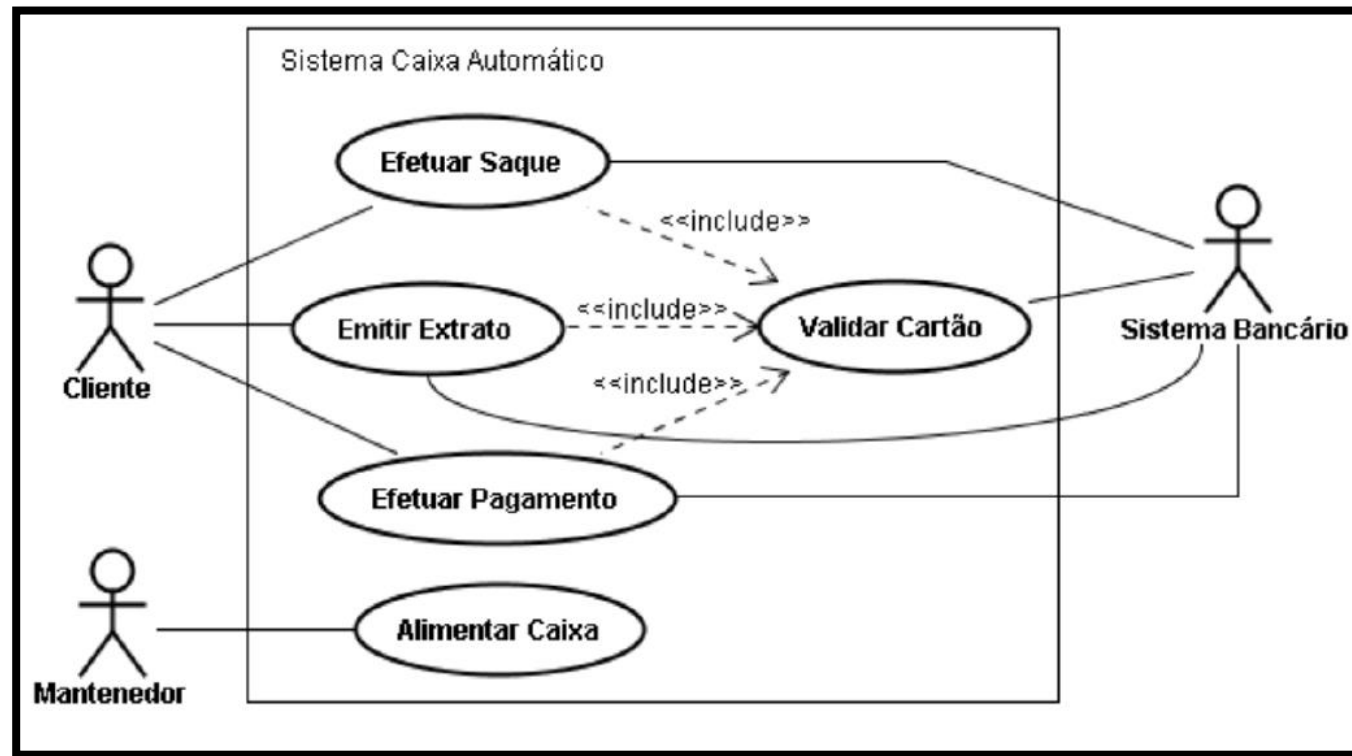 Sistema Caixa Automático
Efetuar Saque
<<include>>
<<include>>
Emitir Extrato
Validar Cartão
Sistema Bancário
<<include>>
Cliente
Efetuar Pagamento
Alimentar Caixa
Mantenedor